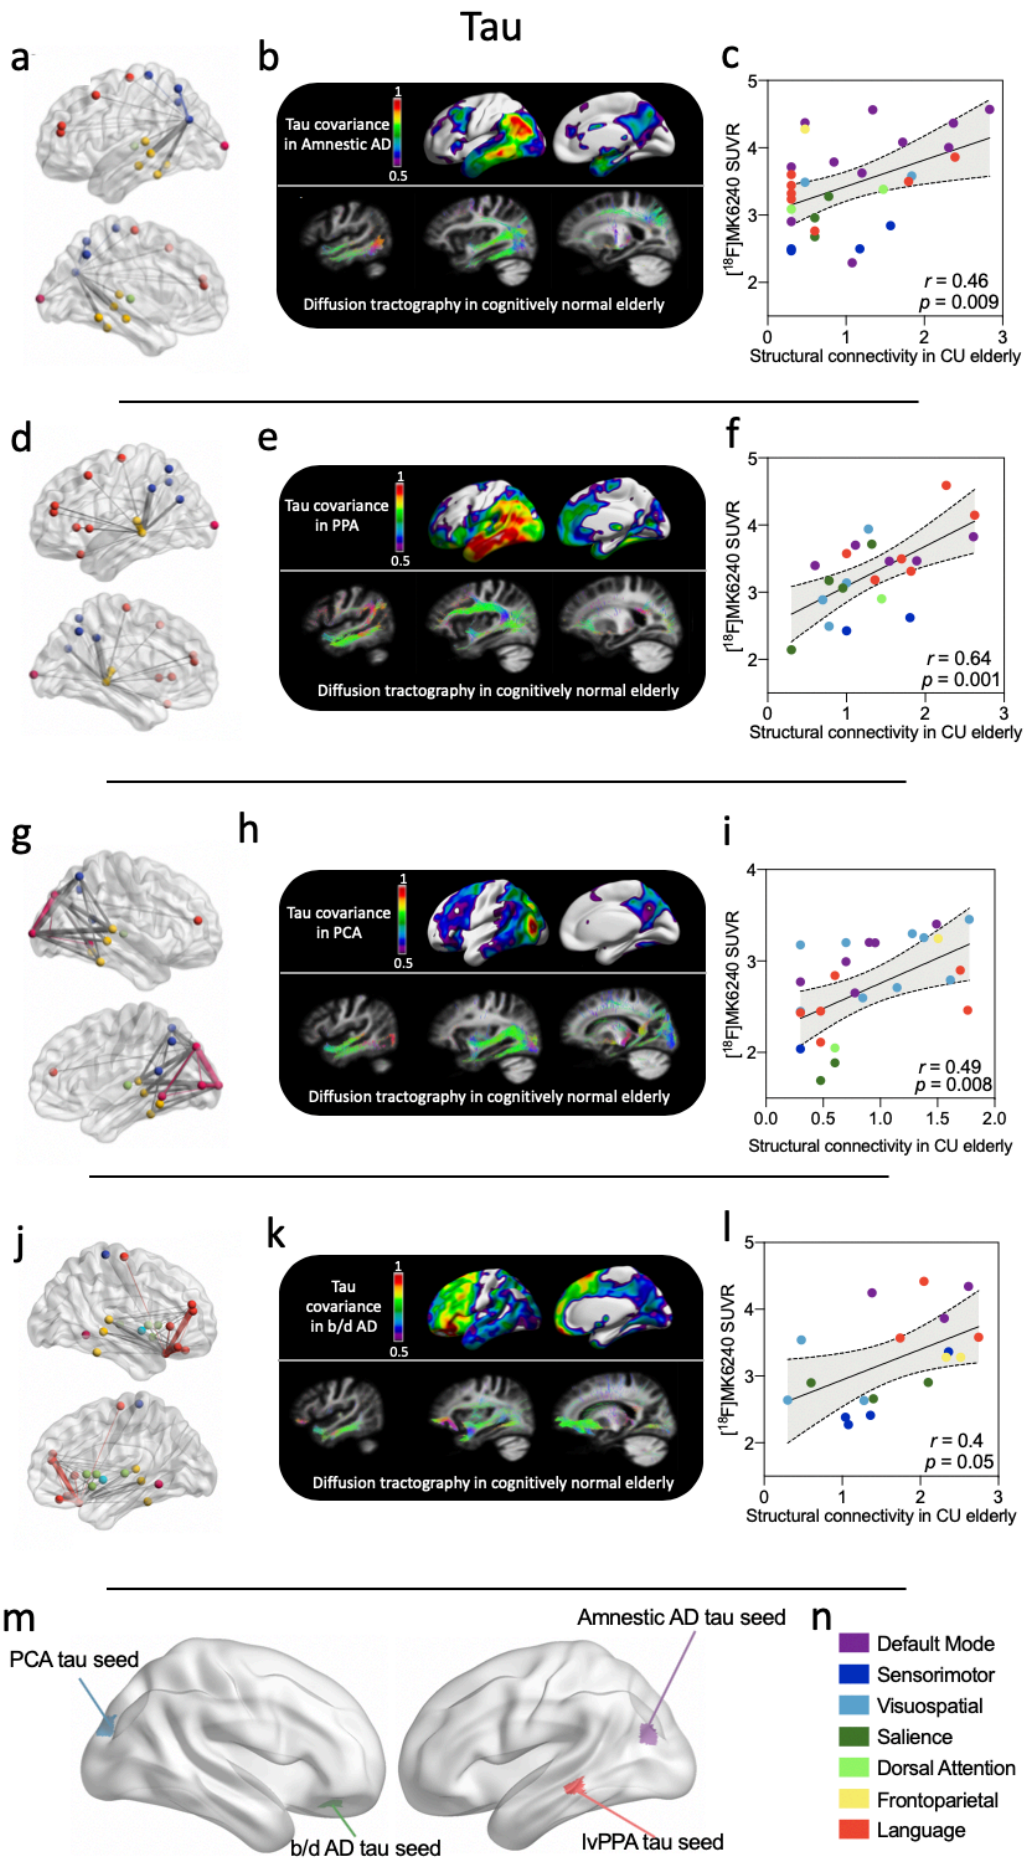 Tau
a
b
c
1
Tau covariance
in Amnestic AD
0.5
Diffusion tractography in cognitively normal elderly
[18F]MK6240 SUVR
5
4
3
2
r = 0.46
p = 0.009
0 1 2 3
Structural connectivity in CU elderly
d
e
f
1
Tau covariance
in PPA
0.5
Diffusion tractography in cognitively normal elderly
[18F]MK6240 SUVR
5
4
3
2
r = 0.64
p = 0.001
0 1 2 3
Structural connectivity in CU elderly
g
h
i
1
Tau covariance
in PCA
0.5
Diffusion tractography in cognitively normal elderly
[18F]MK6240 SUVR
4
3
2
r = 0.49
p = 0.008
0.0 0.5 1.0 1.5 2.0
Structural connectivity in CU elderly
j
k
l
1
Tau
covariance
in b/d AD
0.5
Diffusion tractography in cognitively normal elderly
[18F]MK6240 SUVR
5
4
3
2
r = 0.4
p = 0.05
0 1 2 3
Structural connectivity in CU elderly
m
PCA tau seed
Amnestic AD tau seed
b/d AD tau seed
lvPPA tau seed
n
Default Mode
Sensorimotor
Visuospatial
Salience
Dorsal Attention
Frontoparietal
Language